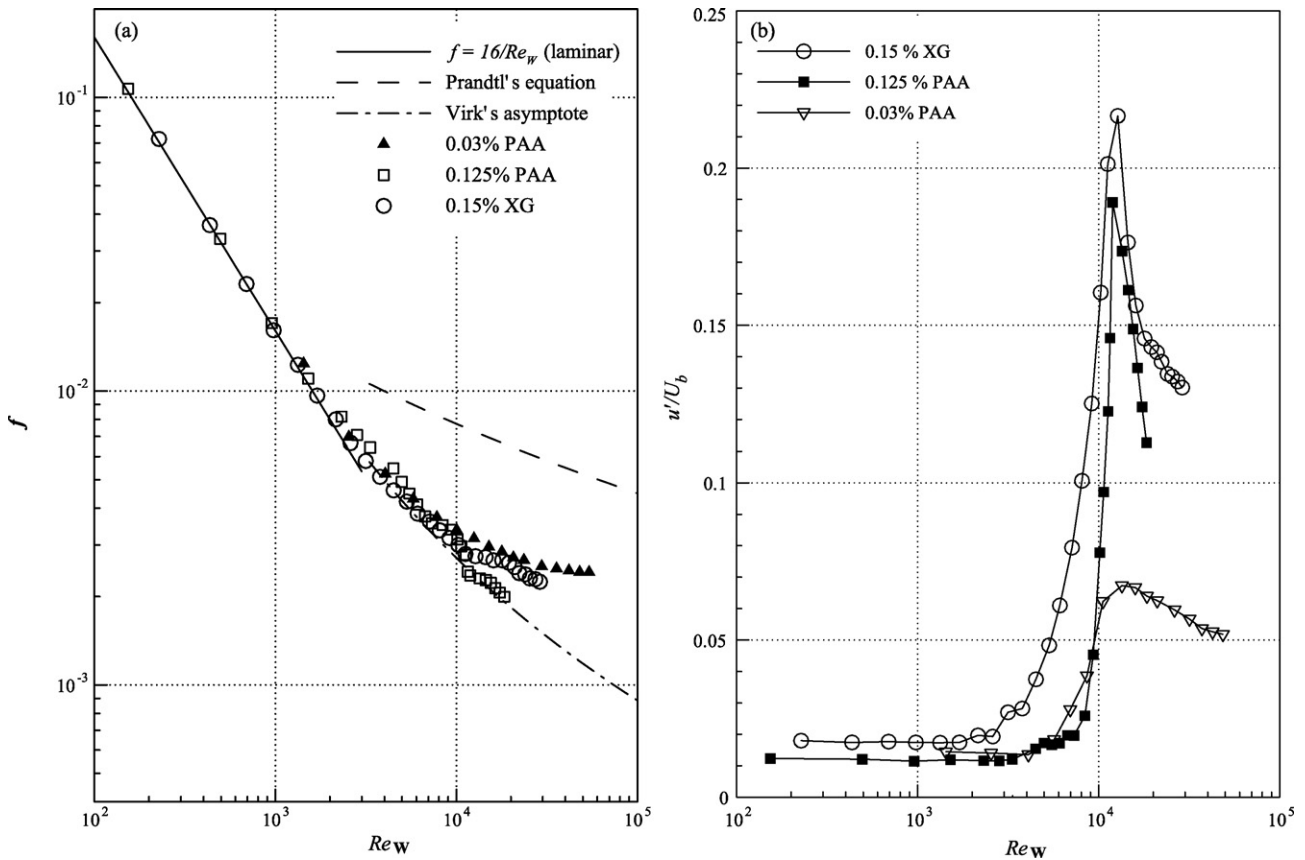 (a)
f = 16/Re_W (laminar)
Prandtl's equation
Virk's asymptote
0.03% PAA
0.125% PAA
0.15% XG
10^-1
10^-2
10^-3
f
10^2
10^3
10^4
10^5
Re_W
(b)
0.15 % XG
0.125 % PAA
0.03% PAA
0.25
0.2
0.15
0.1
0.05
0
u'/U_b
10^2
10^3
10^4
10^5
Re_W